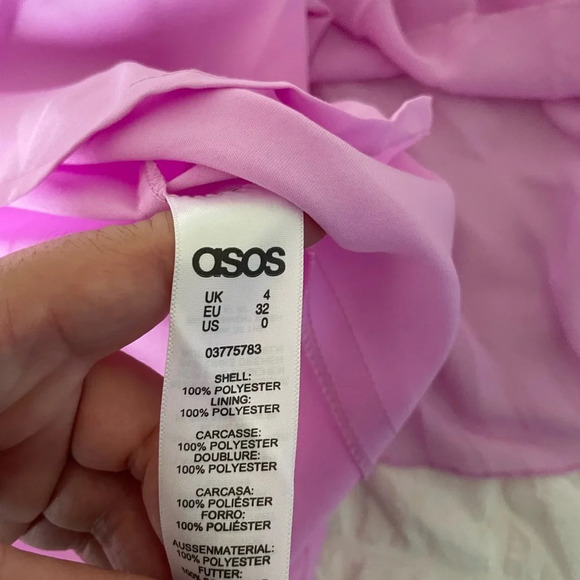 asos
UK 4
EU 32
US 0
03775783
SHELL:
100% POLYESTER
LINING:
100% POLYESTER
CARCASSE:
100% POLYESTER
DOUBLURE:
100% POLYESTER
CARCASA:
100% POLIÉSTER
FORRO:
100% POLIÉSTER
AUSSENMATERIAL:
100% POLYESTER
FUTTER: